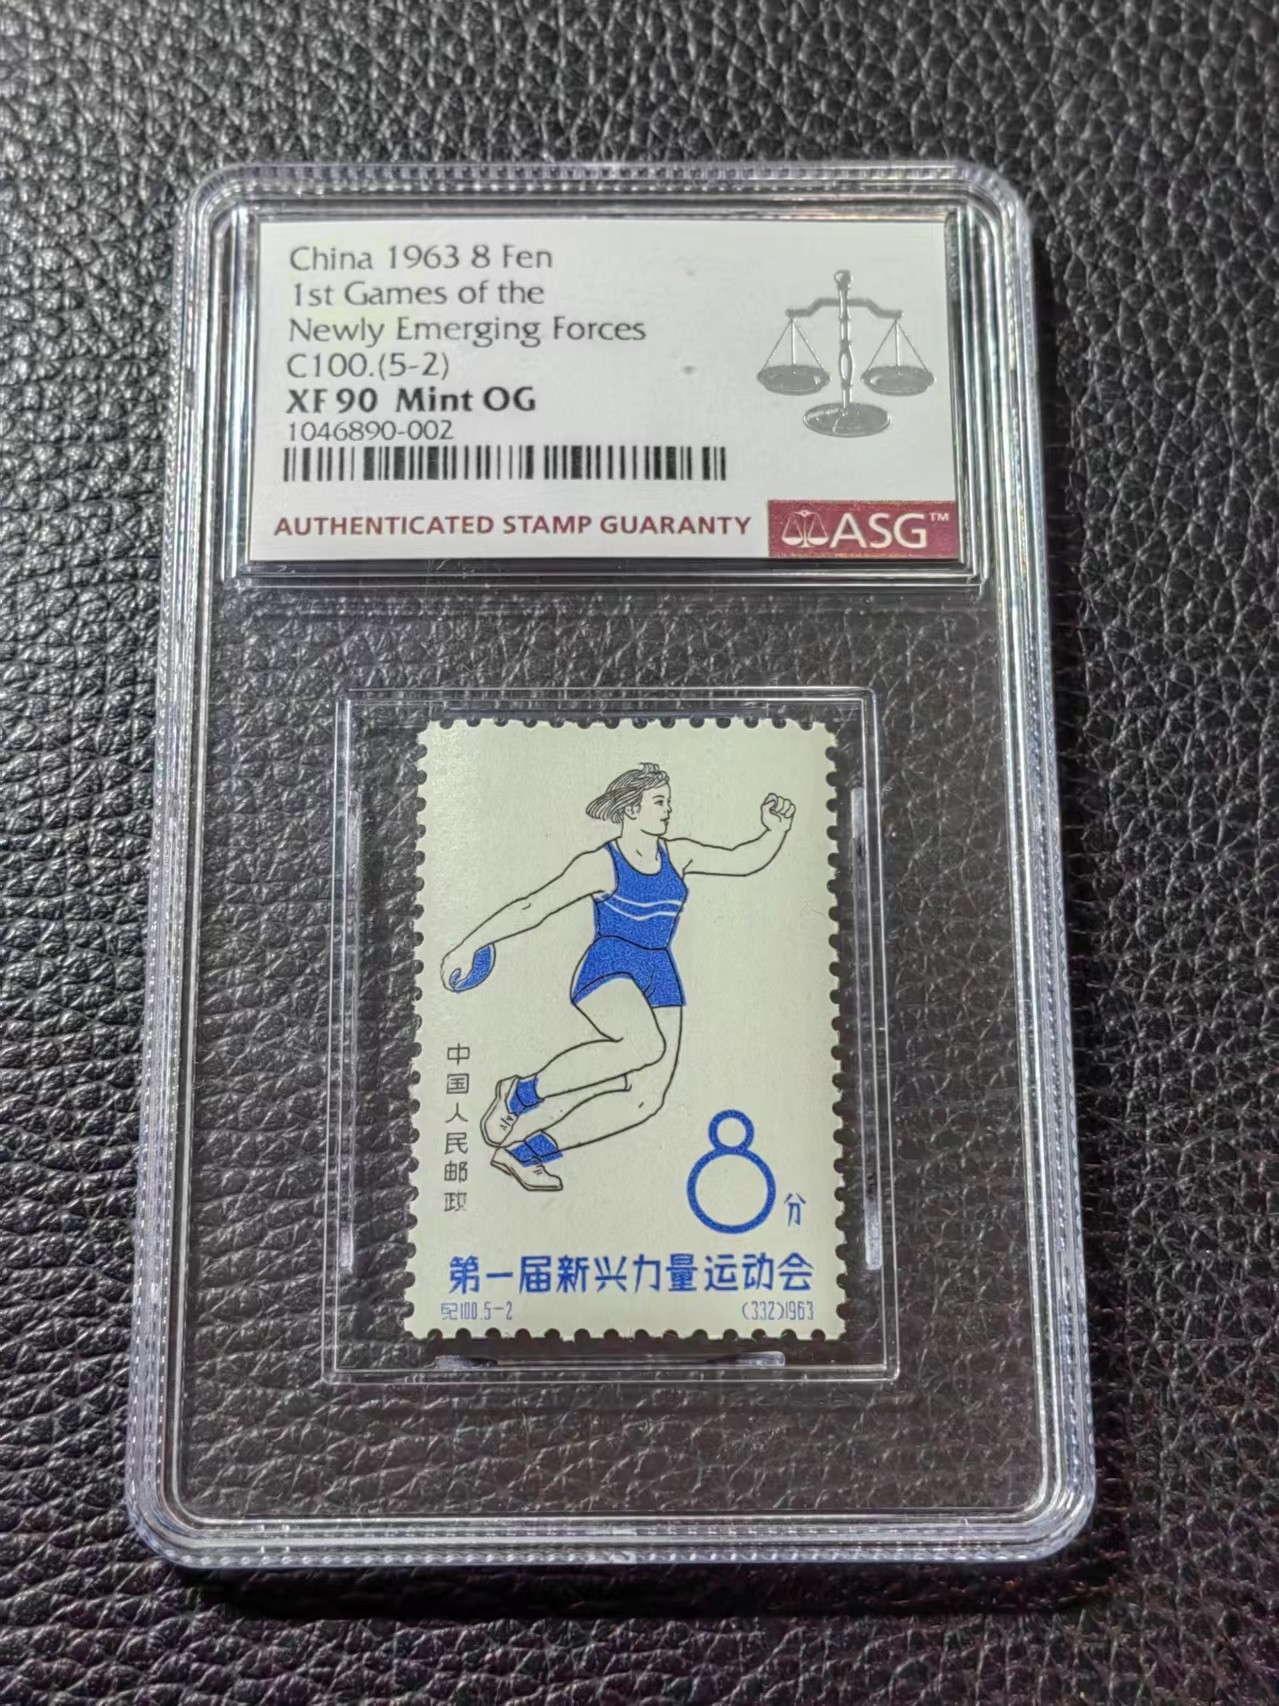 China 1963 8 Fen
1st Games of the
Newly Emerging Forces
C100.(5-2)
XF 90 Mint OG
1046890-002
AUTHENTICATED STAMP GUARANTY
ASG™
中国人民邮政
8分
第一届新兴力量运动会
纪100.5-2 (332)1963